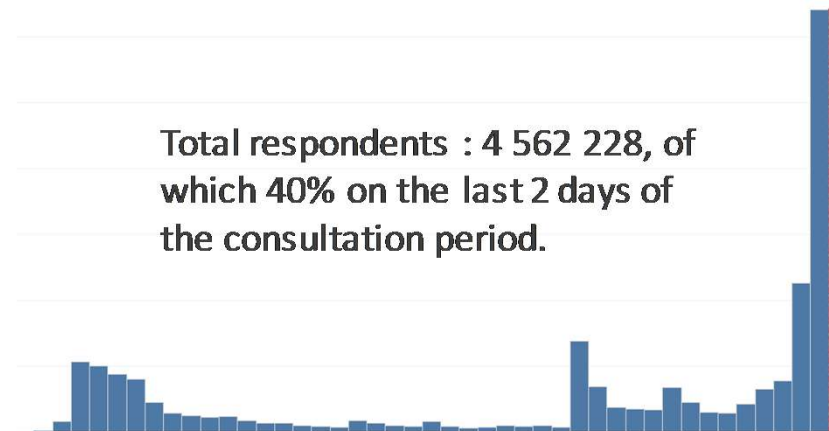 Total respondents : 4 562 228, of
which 40% on the last 2 days of
the consultation period.